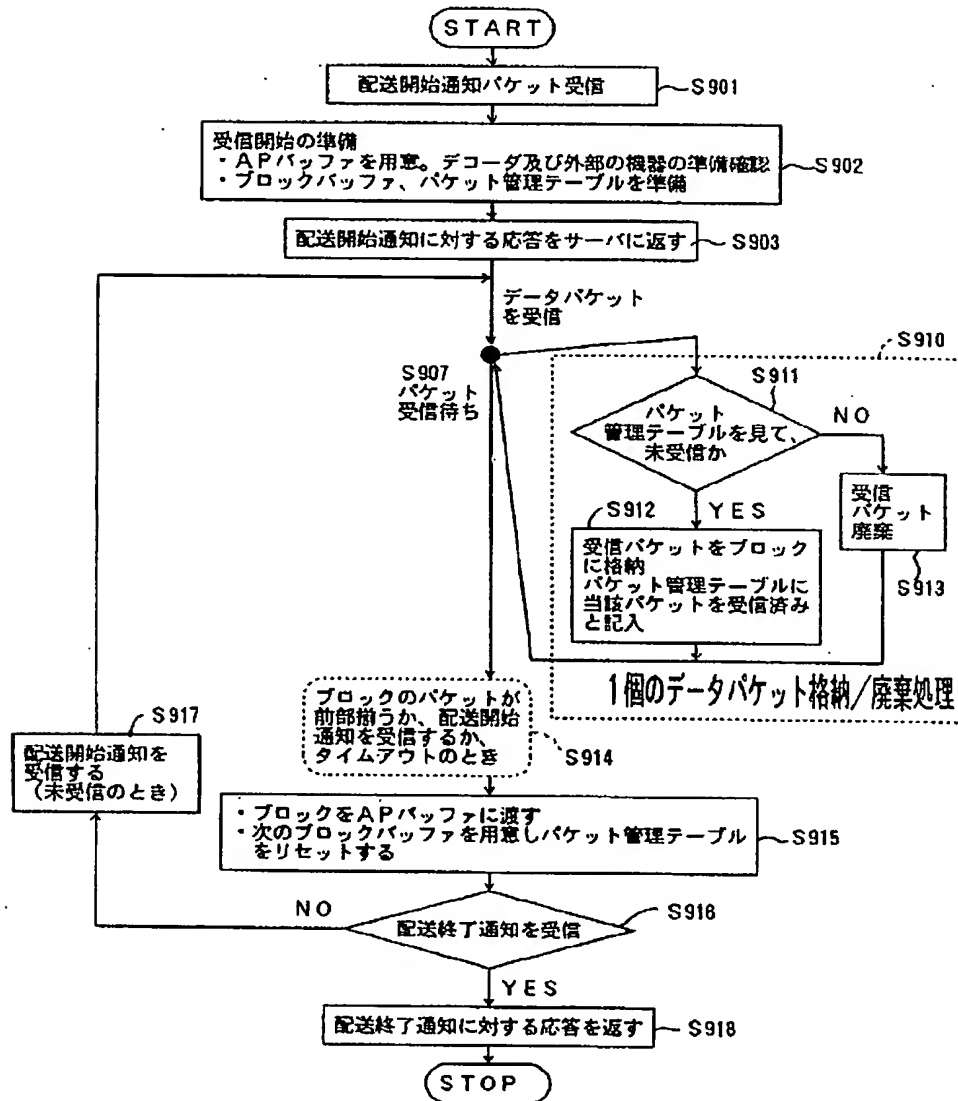 START
配送開始通知パケット受信
S901
受信開始の準備
・APバッファを用意。デコーダ及び外部の機器の準備確認
・ブロックバッファ、パケット管理テーブルを準備
S902
配送開始通知に対する応答をサーバに返す
S903
データパケット
を受信
S907
パケット
受信待ち
S910
S911
パケット
管理テーブルを見て、
未受信か
NO
YES
S912
受信パケットをブロック
に格納
パケット管理テーブルに
当該パケットを受信済み
と記入
受信
パケット
廃棄
S913
1個のデータパケット格納/廃棄処理
ブロックのパケットが
前部揃うか、配送開始
通知を受信するか、
タイムアウトのとき
S914
S917
配送開始通知を
受信する
(未受信のとき)
・ブロックをAPバッファに渡す
・次のブロックバッファを用意しパケット管理テーブル
をリセットする
S915
NO
配送終了通知を受信
S916
YES
配送終了通知に対する応答を返す
S918
STOP